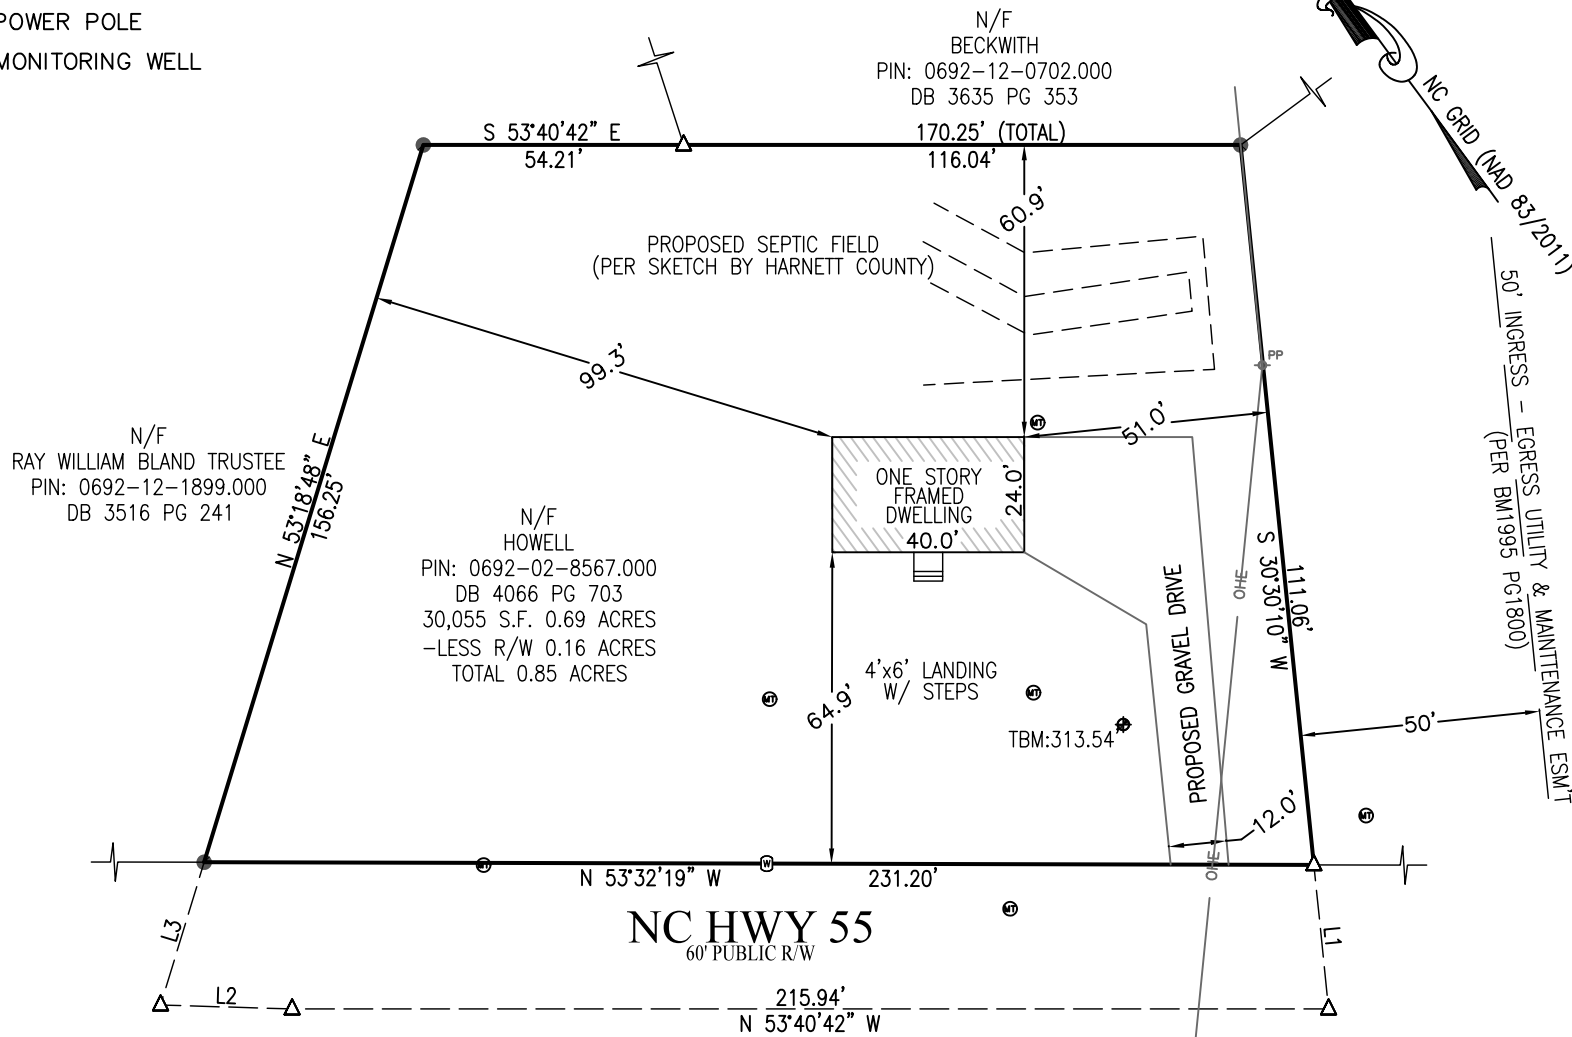 POWER POLE
MONITORING WELL
N/F
BECKWITH
PIN: 0692-12-0702.000
DB 3635 PG 353
NC GRID (NAD 83/2011)
S 53°40'42" E
54.21'
170.25' (TOTAL)
116.04'
60.9'
PROPOSED SEPTIC FIELD
(PER SKETCH BY HARNETT COUNTY)
50' INGRESS - EGRESS UTILITY & MAINTTENANCE ESM'T
(PER BM1995 PG1800)
99.3'
PP
MT
51.0'
N/F
RAY WILLIAM BLAND TRUSTEE
PIN: 0692-12-1899.000
DB 3516 PG 241
N 53°18'48" E
156.25'
ONE STORY
FRAMED
DWELLING
24.0'
40.0'
N/F
HOWELL
PIN: 0692-02-8567.000
DB 4066 PG 703
30,055 S.F. 0.69 ACRES
-LESS R/W 0.16 ACRES
TOTAL 0.85 ACRES
OHE
S 30°30'10" W
111.06'
PROPOSED GRAVEL DRIVE
4'x6' LANDING
W/ STEPS
MT
MT
64.9'
TBM:313.54'
50'
12.0'
MT
MT
W
OHE
N 53°32'19" W
231.20'
MT
NC HWY 55
60' PUBLIC R/W
L3
L1
L2
215.94'
N 53°40'42" W